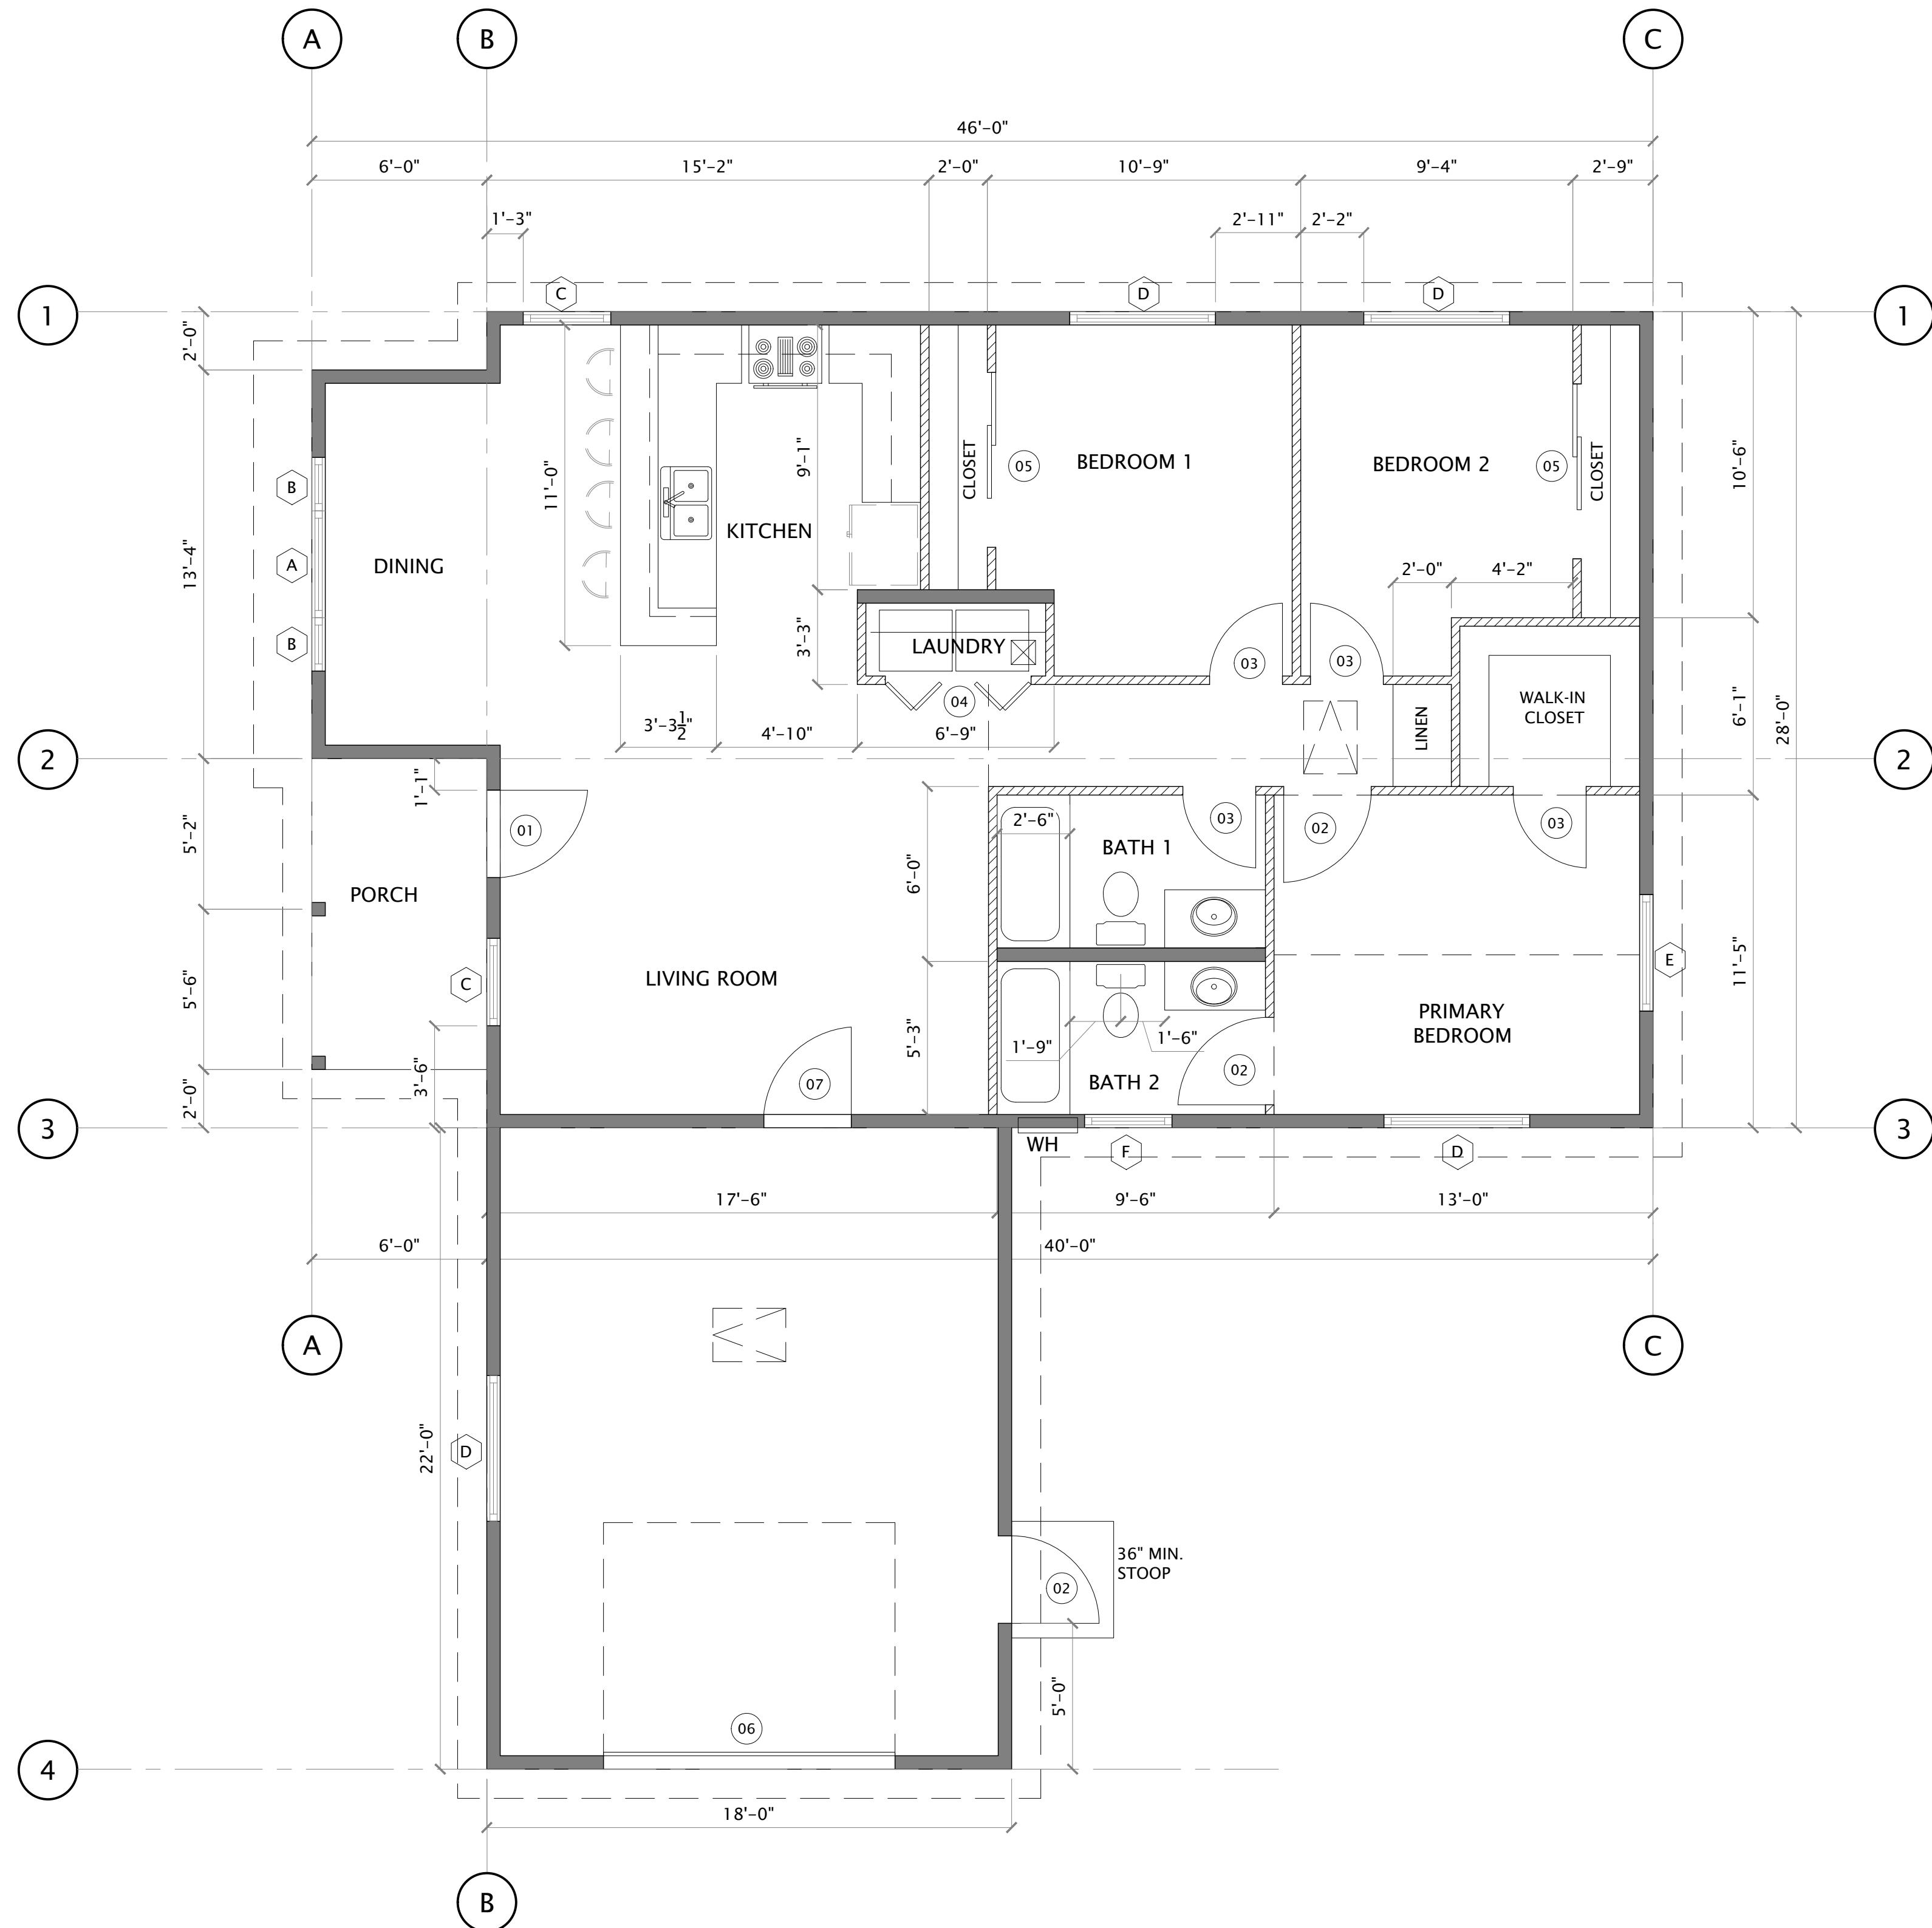 A
B
C
46'-0"
6'-0"
15'-2"
2'-0"
10'-9"
9'-4"
2'-9"
1'-3"
2'-11"
2'-2"
C
D
D
1
1
2'-0"
10'-6"
CLOSET
BEDROOM 1
05
BEDROOM 2
05
CLOSET
9'-1"
11'-0"
B
KITCHEN
13'-4"
A
DINING
2'-0"
4'-2"
B
3'-3"
LAUNDRY
03
03
04
WALK-IN
CLOSET
6'-1"
28'-0"
LINEN
3'-3 1/2"
4'-10"
6'-9"
2
2
1'-1"
5'-2"
01
2'-6"
03
02
03
BATH 1
6'-0"
PORCH
LIVING ROOM
E
11'-5"
C
5'-6"
PRIMARY
BEDROOM
5'-3"
1'-9"
1'-6"
3'-6"
07
BATH 2
02
2'-0"
3
3
WH
F
D
17'-6"
9'-6"
13'-0"
6'-0"
40'-0"
A
C
22'-0"
D
36" MIN.
STOOP
02
5'-0"
06
4
18'-0"
B